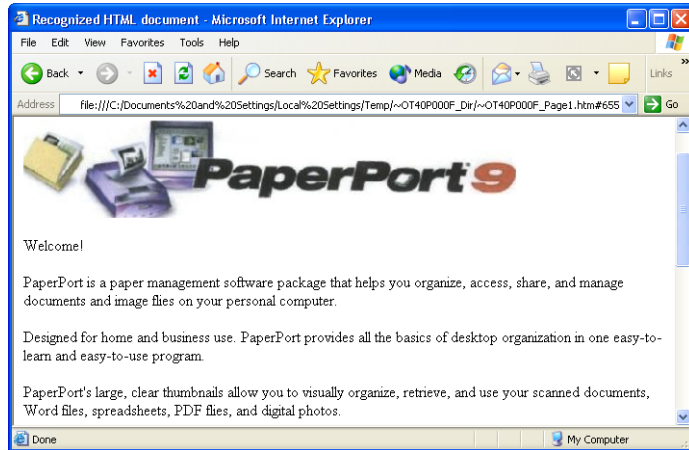 Recognized HTML document - Microsoft Internet Explorer
File Edit View Favorites Tools Help
Back Search Favorites Media Links »
Address file:///C:/Documents%20and%20Settings/Local%20Settings/Temp/~OT40P000F_Dir/~OT40P000F_Page1.htm#655 Go
PaperPort 9
Welcome!
PaperPort is a paper management software package that helps you organize, access, share, and manage
documents and image flies on your personal computer.
Designed for home and business use. PaperPort provides all the basics of desktop organization in one easy-to-
learn and easy-to-use program.
PaperPort's large, clear thumbnails allow you to visually organize, retrieve, and use your scanned documents,
Word files, spreadsheets, PDF flies, and digital photos.
Done My Computer